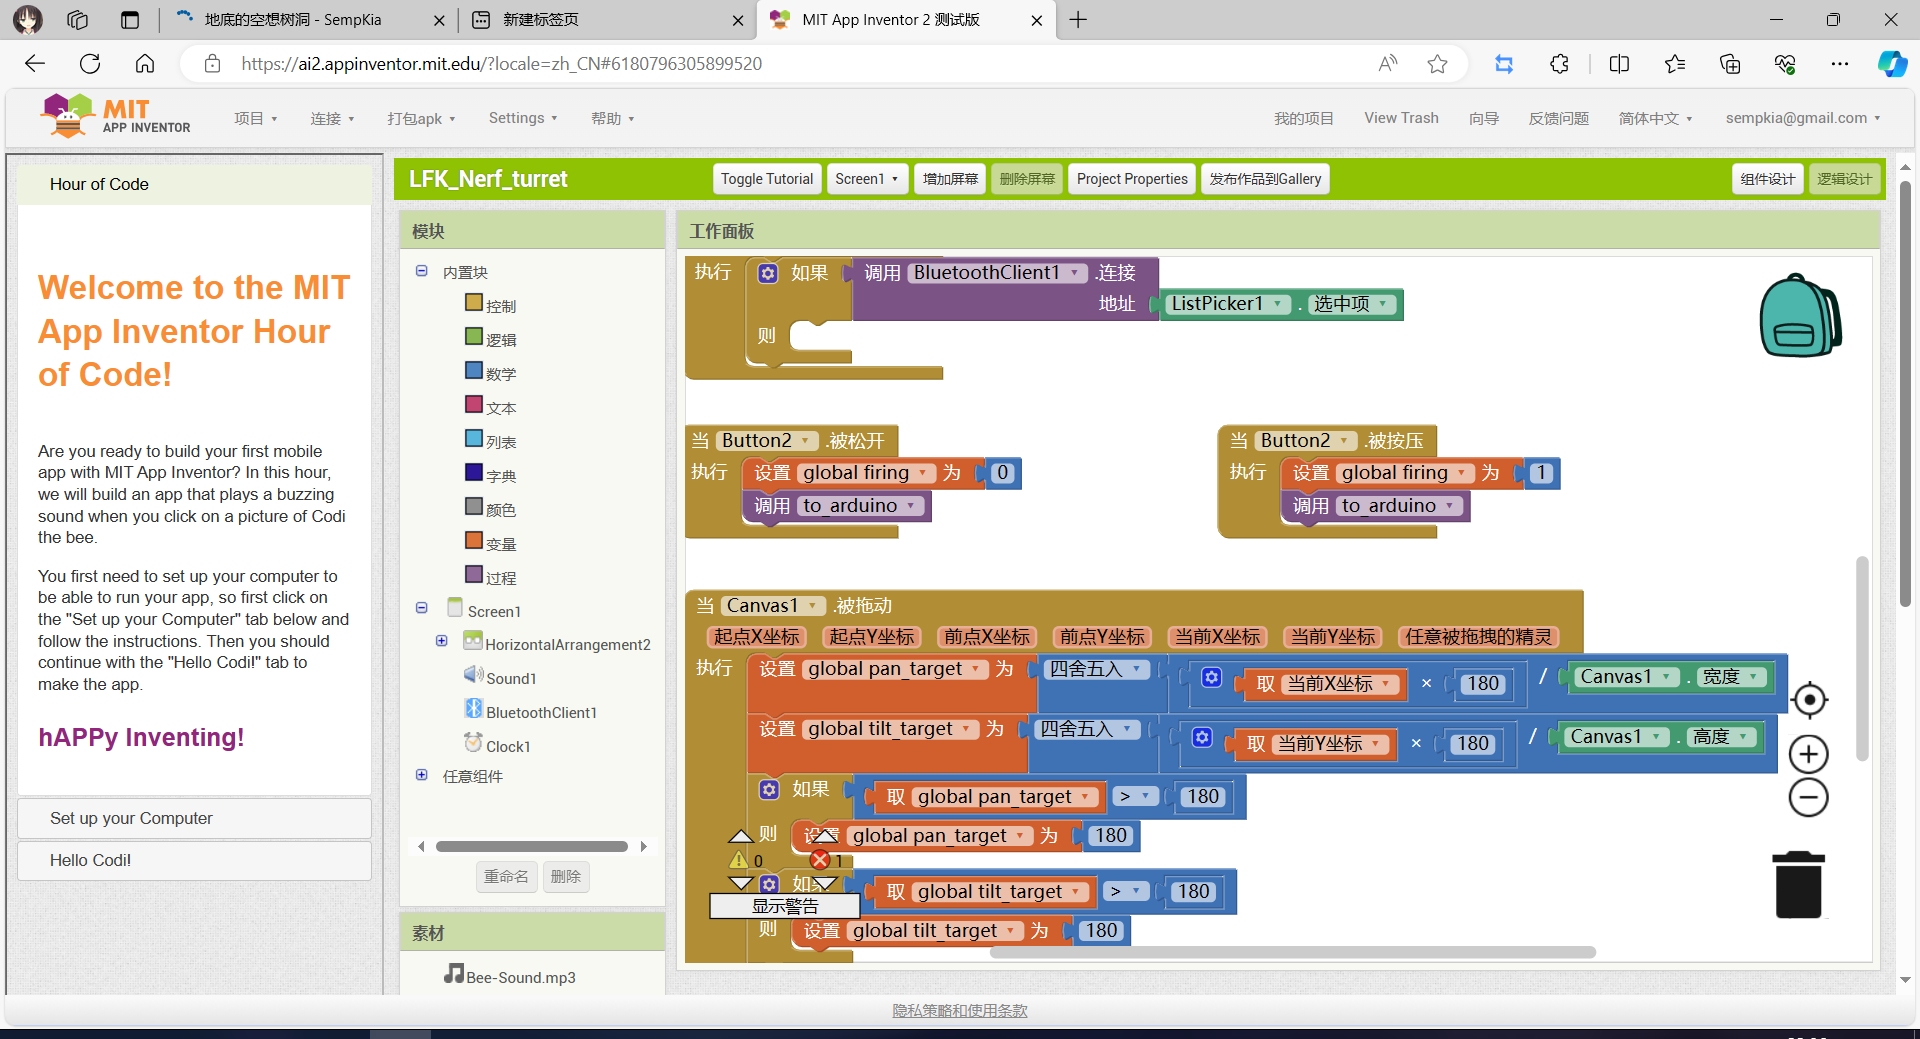 地底的空想树洞 - SempKia
新建标签页
MIT App Inventor 2 测试版
https://ai2.appinventor.mit.edu/?locale=zh_CN#6180796305899520
MIT
APP INVENTOR
项目
连接
打包apk
Settings
帮助
我的项目
View Trash
向导
反馈问题
简体中文
sempkia@gmail.com
Hour of Code
Welcome to the MIT
App Inventor Hour
of Code!
Are you ready to build your first mobile
app with MIT App Inventor? In this hour,
we will build an app that plays a buzzing
sound when you click on a picture of Codi
the bee.
You first need to set up your computer to
be able to run your app, so first click on
the "Set up your Computer" tab below and
follow the instructions. Then you should
continue with the "Hello Codi!" tab to
make the app.
hAPPy Inventing!
Set up your Computer
Hello Codi!
LFK_Nerf_turret
Toggle Tutorial
Screen1
增加屏幕
删除屏幕
Project Properties
发布作品到Gallery
组件设计
逻辑设计
模块
内置块
控制
逻辑
数学
文本
列表
字典
颜色
变量
过程
Screen1
HorizontalArrangement2
Sound1
BluetoothClient1
Clock1
任意组件
重命名
删除
素材
Bee-Sound.mp3
工作面板
执行 如果 调用 BluetoothClient1 .连接
地址 ListPicker1 . 选中项
则
当 Button2 .被松开
执行 设置 global firing 为 0
调用 to_arduino
当 Button2 .被按压
执行 设置 global firing 为 1
调用 to_arduino
当 Canvas1 .被拖动
起点X坐标 起点Y坐标 前点X坐标 前点Y坐标 当前X坐标 当前Y坐标 任意被拖拽的精灵
执行 设置 global pan_target 为 四舍五入 取 当前X坐标 × 180 / Canvas1 . 宽度
设置 global tilt_target 为 四舍五入 取 当前Y坐标 × 180 / Canvas1 . 高度
如果 取 global pan_target > 180
则 设置 global pan_target 为 180
0 1
如果 取 global tilt_target > 180
显示警告
则 设置 global tilt_target 为 180
隐私策略和使用条款